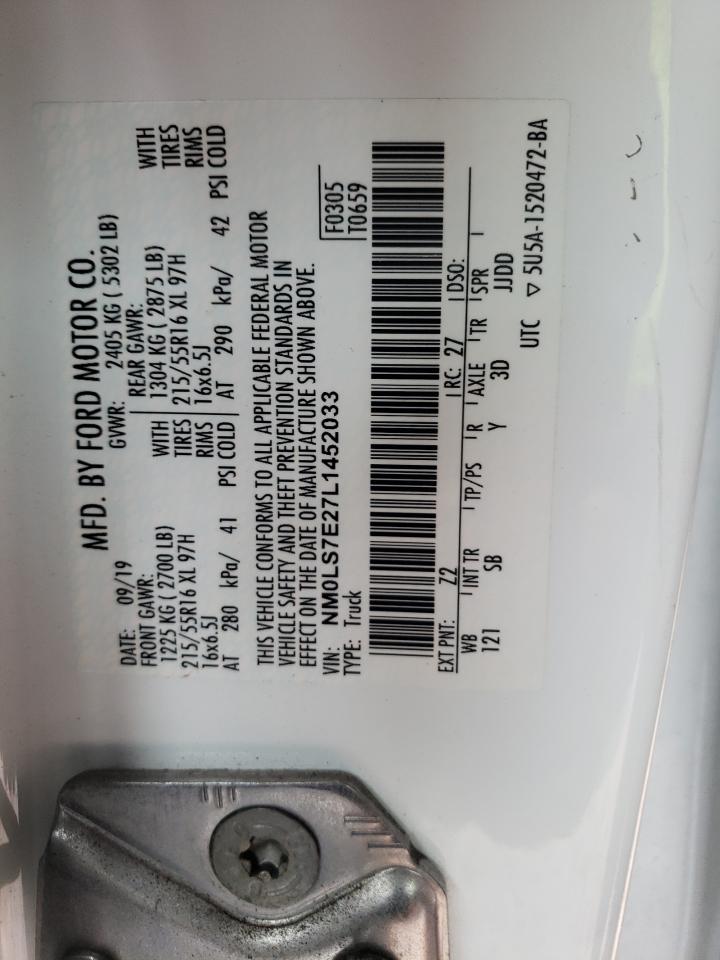 MFD. BY FORD MOTOR CO.
DATE: 09/19 GVWR: 2405 KG ( 5302 LB)
FRONT GAWR: REAR GAWR:
1225 KG ( 2700 LB) WITH 1304 KG ( 2875 LB) WITH
215/55R16 XL 97H TIRES 215/55R16 XL 97H TIRES
16x6.5J RIMS 16x6.5J RIMS
AT 280 kPa/ 41 PSI COLD AT 290 kPa/ 42 PSI COLD
THIS VEHICLE CONFORMS TO ALL APPLICABLE FEDERAL MOTOR
VEHICLE SAFETY AND THEFT PREVENTION STANDARDS IN
EFFECT ON THE DATE OF MANUFACTURE SHOWN ABOVE.
VIN: NM0LS7E27L1452033 F0305
TYPE: Truck T0659
EXT PNT: Z2 RC: 27 DSO:
WB INT TR TP/PS R AXLE TR SPR
121 SB Y 3D JJDD
UTC ▽ 5U5A-1520472-BA